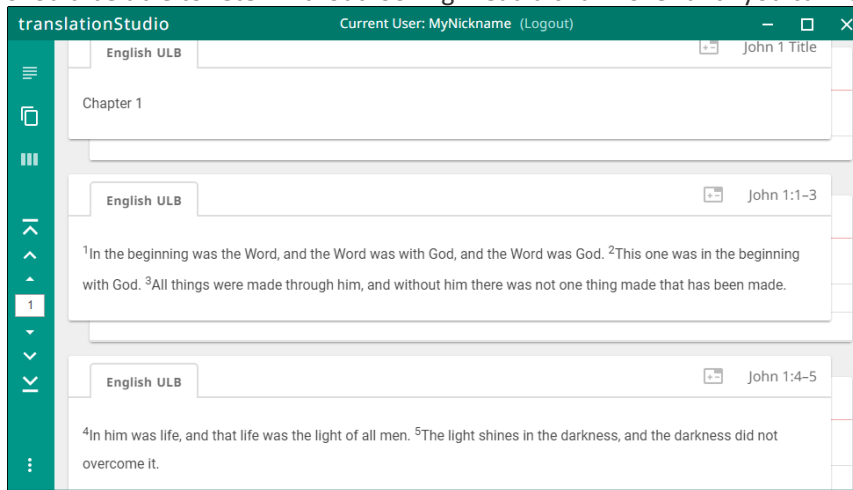 translationStudio Current User: MyNickname (Logout)
English ULB John 1 Title
Chapter 1
English ULB John 1:1–3
1In the beginning was the Word, and the Word was with God, and the Word was God. 2This one was in the beginning
with God. 3All things were made through him, and without him there was not one thing made that has been made.
1
English ULB John 1:4–5
4In him was life, and that life was the light of all men. 5The light shines in the darkness, and the darkness did not
overcome it.